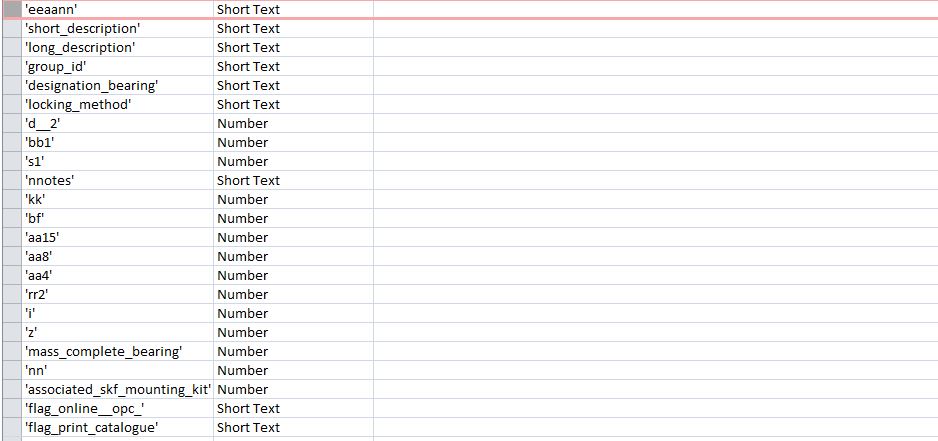 'eeaann' Short Text
'short_description' Short Text
'long_description' Short Text
'group_id' Short Text
'designation_bearing' Short Text
'locking_method' Short Text
'd__2' Number
'bb1' Number
's1' Number
'nnotes' Short Text
'kk' Number
'bf' Number
'aa15' Number
'aa8' Number
'aa4' Number
'rr2' Number
'i' Number
'z' Number
'mass_complete_bearing' Number
'nn' Number
'associated_skf_mounting_kit' Number
'flag_online__opc_' Short Text
'flag_print_catalogue' Short Text